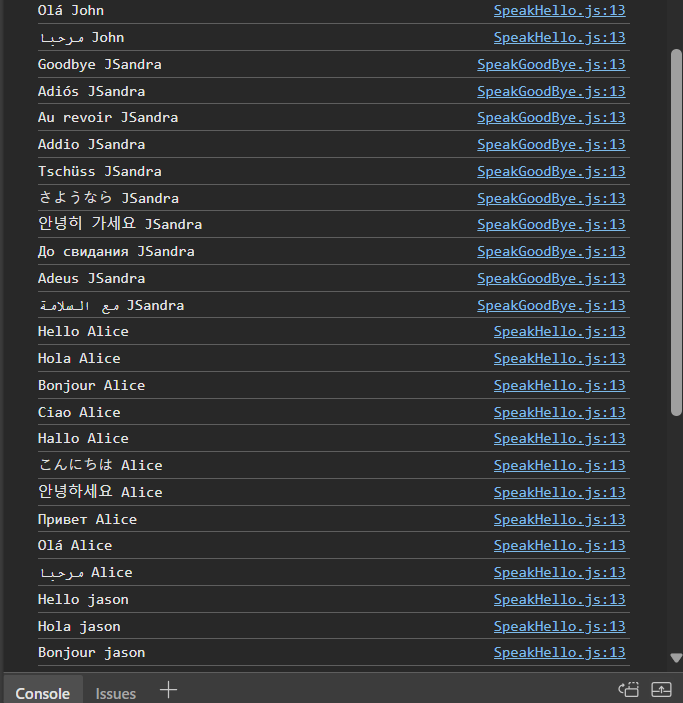 Olá John SpeakHello.js:13
مرحبا John SpeakHello.js:13
Goodbye JSandra SpeakGoodBye.js:13
Adiós JSandra SpeakGoodBye.js:13
Au revoir JSandra SpeakGoodBye.js:13
Addio JSandra SpeakGoodBye.js:13
Tschüss JSandra SpeakGoodBye.js:13
さようなら JSandra SpeakGoodBye.js:13
안녕히 가세요 JSandra SpeakGoodBye.js:13
До свидания JSandra SpeakGoodBye.js:13
Adeus JSandra SpeakGoodBye.js:13
مع السلامة JSandra SpeakGoodBye.js:13
Hello Alice SpeakHello.js:13
Hola Alice SpeakHello.js:13
Bonjour Alice SpeakHello.js:13
Ciao Alice SpeakHello.js:13
Hallo Alice SpeakHello.js:13
こんにちは Alice SpeakHello.js:13
안녕하세요 Alice SpeakHello.js:13
Привет Alice SpeakHello.js:13
Olá Alice SpeakHello.js:13
مرحبا Alice SpeakHello.js:13
Hello jason SpeakHello.js:13
Hola jason SpeakHello.js:13
Bonjour jason SpeakHello.js:13
Console Issues